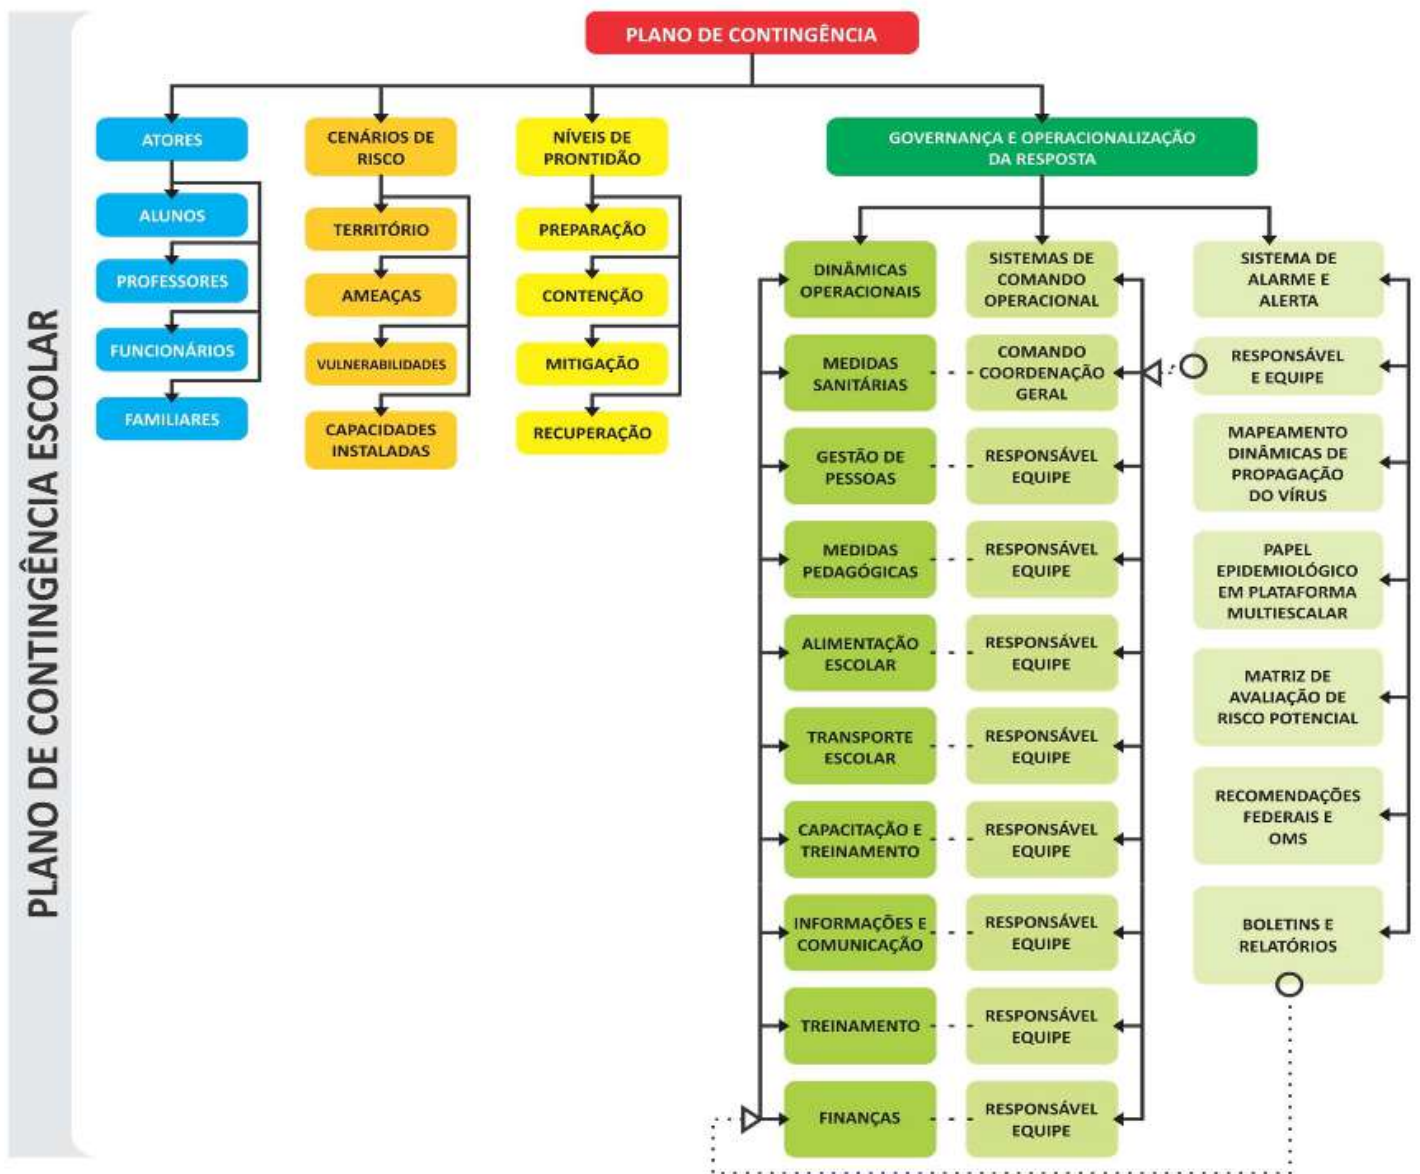 PLANO DE CONTINGÊNCIA ESCOLAR
PLANO DE CONTINGÊNCIA
ATORES
ALUNOS
PROFESSORES
FUNCIONÁRIOS
FAMILIARES
CENÁRIOS DE
RISCO
TERRITÓRIO
AMEAÇAS
VULNERABILIDADES
CAPACIDADES
INSTALADAS
NÍVEIS DE
PRONTIDÃO
PREPARAÇÃO
CONTENÇÃO
MITIGAÇÃO
RECUPERAÇÃO
GOVERNANÇA E OPERACIONALIZAÇÃO
DA RESPOSTA
DINÂMICAS
OPERACIONAIS
MEDIDAS
SANITÁRIAS
GESTÃO DE
PESSOAS
MEDIDAS
PEDAGÓGICAS
ALIMENTAÇÃO
ESCOLAR
TRANSPORTE
ESCOLAR
CAPACITAÇÃO E
TREINAMENTO
INFORMAÇÕES E
COMUNICAÇÃO
TREINAMENTO
FINANÇAS
SISTEMAS DE
COMANDO
OPERACIONAL
COMANDO
COORDENAÇÃO
GERAL
RESPONSÁVEL
EQUIPE
RESPONSÁVEL
EQUIPE
RESPONSÁVEL
EQUIPE
RESPONSÁVEL
EQUIPE
RESPONSÁVEL
EQUIPE
RESPONSÁVEL
EQUIPE
RESPONSÁVEL
EQUIPE
RESPONSÁVEL
EQUIPE
SISTEMA DE
ALARME E
ALERTA
RESPONSÁVEL
E EQUIPE
MAPEAMENTO
DINÂMICAS DE
PROPAGAÇÃO
DO VÍRUS
PAPEL
EPIDEMIOLÓGICO
EM PLATAFORMA
MULTIESCALAR
MATRIZ DE
AVALIAÇÃO DE
RISCO POTENCIAL
RECOMENDAÇÕES
FEDERAIS E
OMS
BOLETINS E
RELATÓRIOS